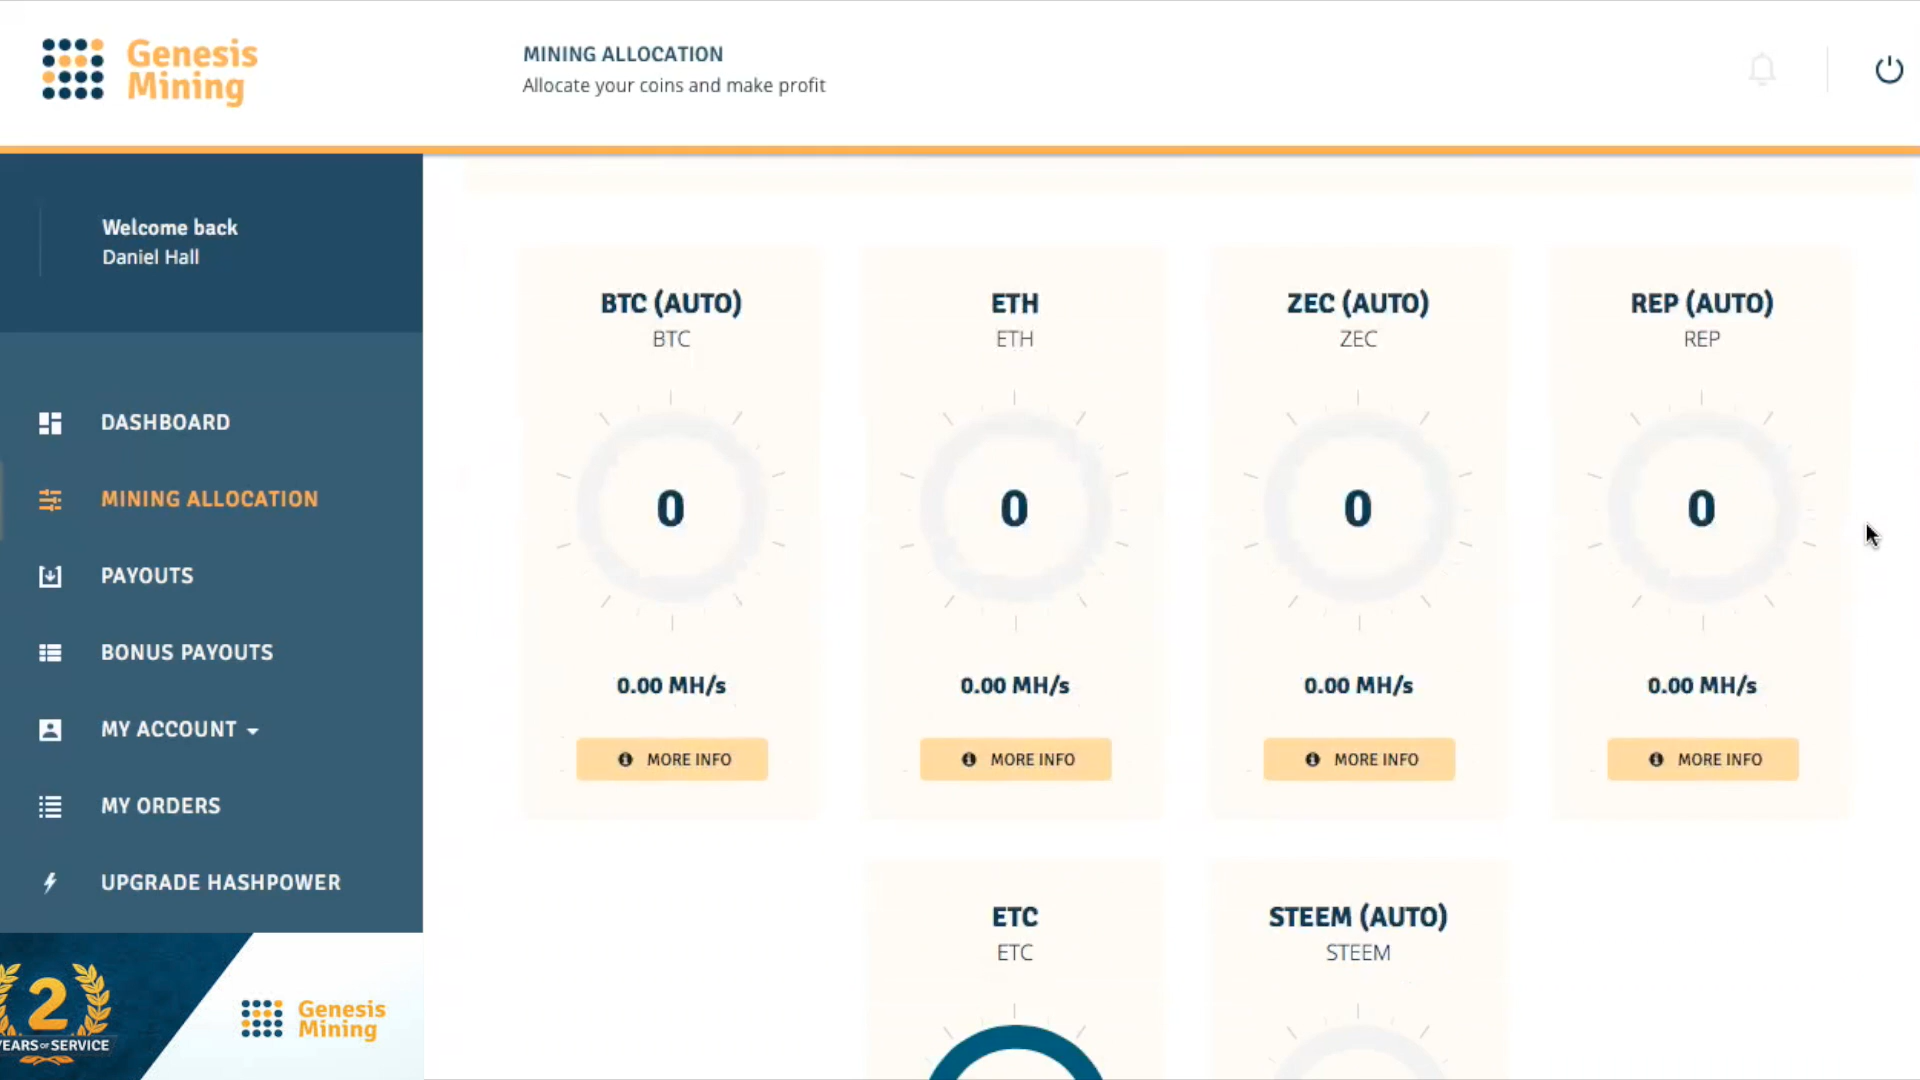 Genesis
Mining
MINING ALLOCATION
Allocate your coins and make profit
Welcome back
Daniel Hall
DASHBOARD
MINING ALLOCATION
PAYOUTS
BONUS PAYOUTS
MY ACCOUNT
MY ORDERS
UPGRADE HASHPOWER
BTC (AUTO)
BTC
0
0.00 MH/s
MORE INFO
ETH
ETH
0
0.00 MH/s
MORE INFO
ZEC (AUTO)
ZEC
0
0.00 MH/s
MORE INFO
REP (AUTO)
REP
0
0.00 MH/s
MORE INFO
ETC
ETC
STEEM (AUTO)
STEEM
2
YEARS OF SERVICE
Genesis
Mining